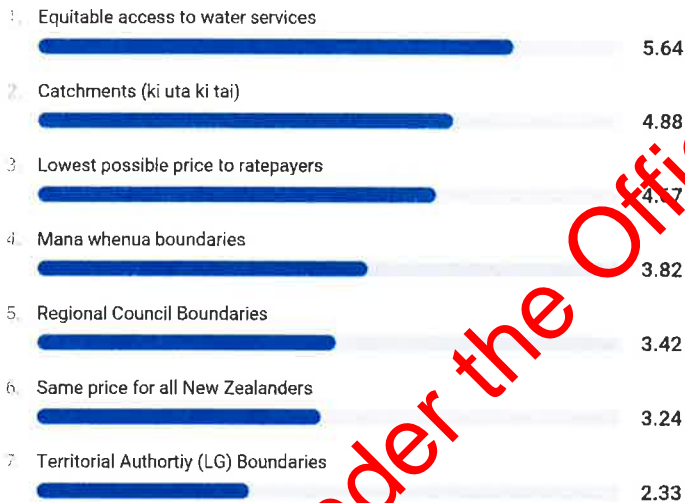 1. Equitable access to water services
5.64
2. Catchments (ki uta ki tai)
4.88
3. Lowest possible price to ratepayers
4.67
4. Mana whenua boundaries
3.82
5. Regional Council Boundaries
3.42
6. Same price for all New Zealanders
3.24
7. Territorial Authortiy (LG) Boundaries
2.33
the